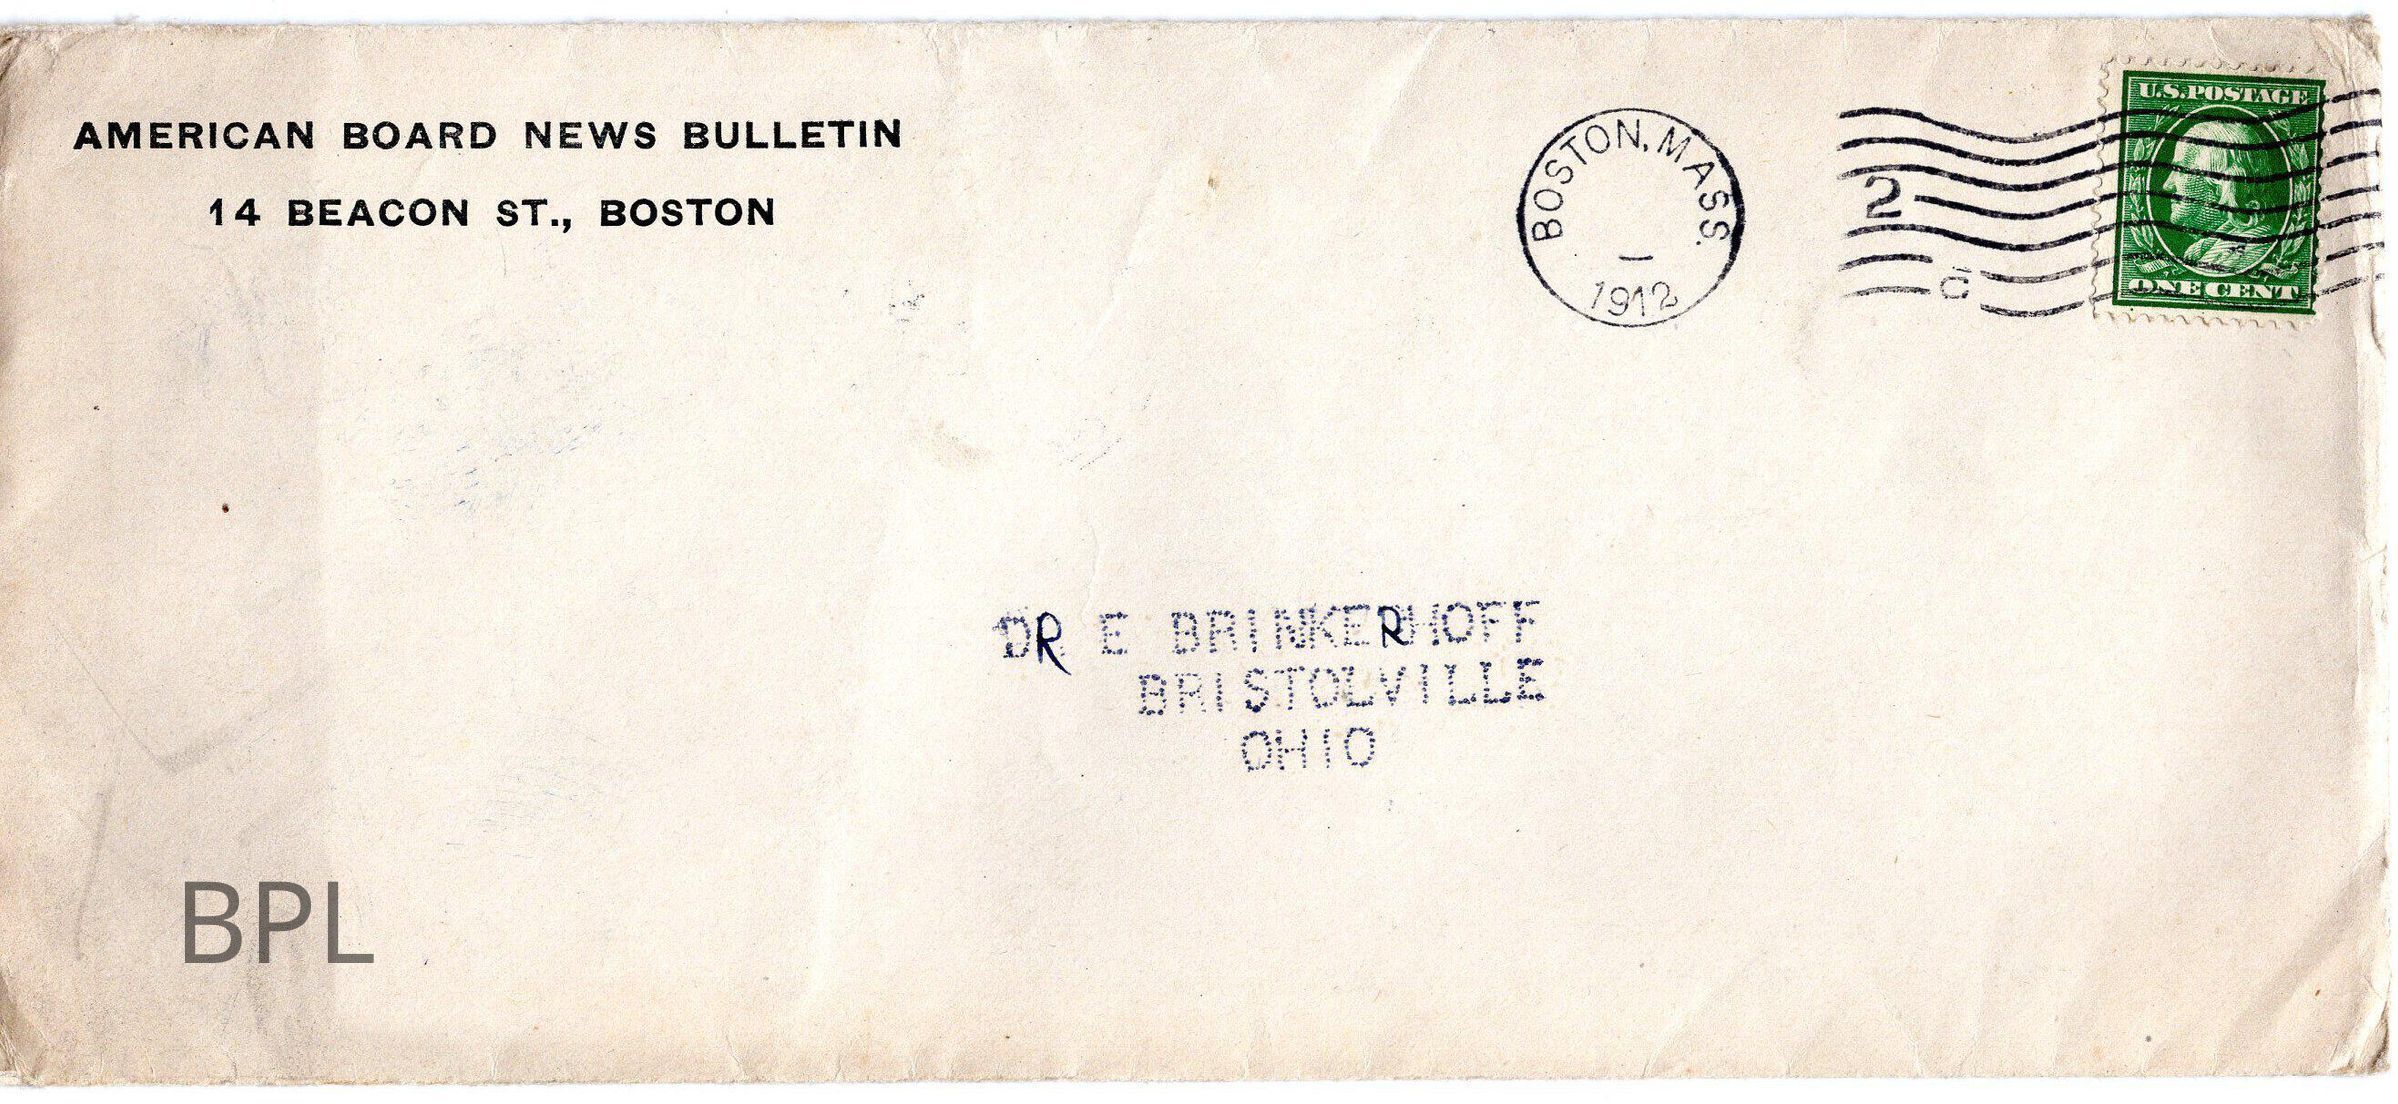 AMERICAN BOARD NEWS BULLETIN
14 BEACON ST., BOSTON
BOSTON, MASS.
1912
2
C
U.S. POSTAGE
ONE CENT
DR E BRINKERHOFF
BRISTOLVILLE
OHIO
BPL